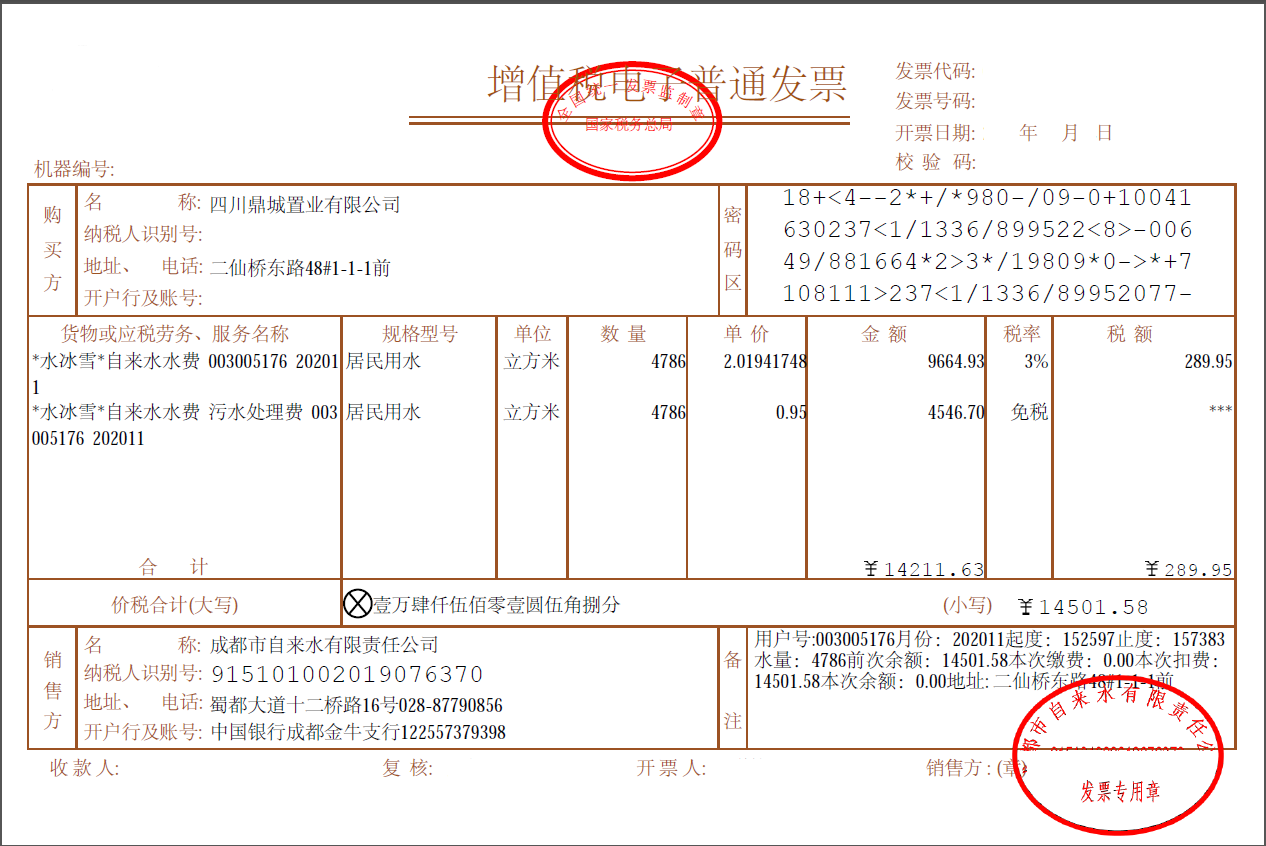 增值税电子普通发票
全国统一发票监制章
国家税务总局
发票代码:
发票号码:
开票日期: 年 月 日
校 验 码:
机器编号:
购买方
名 称: 四川鼎城置业有限公司
纳税人识别号:
地址、 电话: 二仙桥东路48#1-1-1前
开户行及账号:
密码区
18+<4--2*+/*980-/09-0+10041
630237<1/1336/899522<8>-006
49/881664*2>3*/19809*0->*+7
108111>237<1/1336/89952077-
货物或应税劳务、服务名称 规格型号 单位 数 量 单 价 金 额 税率 税 额
*水冰雪*自来水水费 003005176 20201 居民用水 立方米 4786 2.01941748 9664.93 3% 289.95
1
*水冰雪*自来水水费 污水处理费 003 居民用水 立方米 4786 0.95 4546.70 免税 ***
005176 202011
合 计 ¥14211.63 ¥289.95
价税合计(大写) 壹万肆仟伍佰零壹圆伍角捌分 (小写) ¥14501.58
销售方
名 称: 成都市自来水有限责任公司
纳税人识别号: 915101002019076370
地址、 电话: 蜀都大道十二桥路16号028-87790856
开户行及账号: 中国银行成都金牛支行122557379398
备注
用户号:003005176月份：202011起度：152597止度：157383
水量：4786前次余额：14501.58本次缴费：0.00本次扣费：
14501.58本次余额：0.00地址:二仙桥东路48#1-1-1前
收 款 人: 复 核: 开 票 人: 销售方: (章)
都市自来水有限责任公
发票专用章